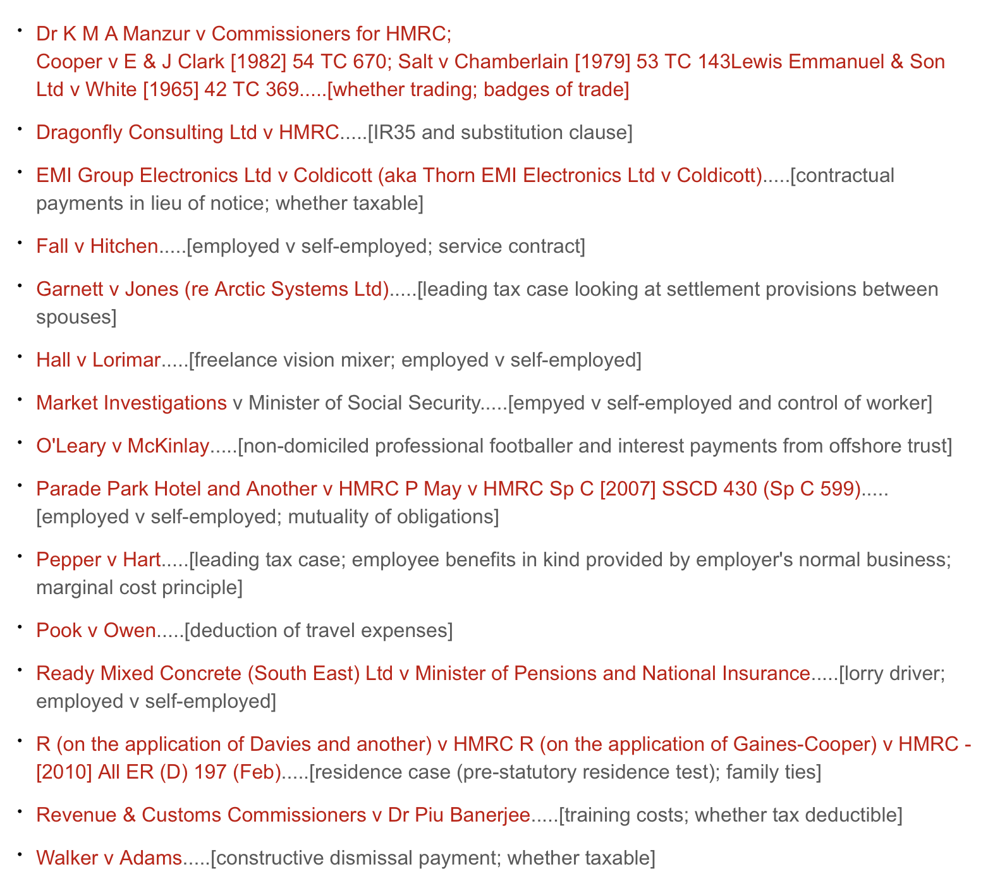 • Dr K M A Manzur v Commissioners for HMRC;
Cooper v E & J Clark [1982] 54 TC 670; Salt v Chamberlain [1979] 53 TC 143Lewis Emmanuel & Son
Ltd v White [1965] 42 TC 369.....[whether trading; badges of trade]
• Dragonfly Consulting Ltd v HMRC.....[IR35 and substitution clause]
• EMI Group Electronics Ltd v Coldicott (aka Thorn EMI Electronics Ltd v Coldicott).....[contractual
payments in lieu of notice; whether taxable]
• Fall v Hitchen.....[employed v self-employed; service contract]
• Garnett v Jones (re Arctic Systems Ltd).....[leading tax case looking at settlement provisions between
spouses]
• Hall v Lorimar.....[freelance vision mixer; employed v self-employed]
• Market Investigations v Minister of Social Security.....[empyed v self-employed and control of worker]
• O'Leary v McKinlay.....[non-domiciled professional footballer and interest payments from offshore trust]
• Parade Park Hotel and Another v HMRC P May v HMRC Sp C [2007] SSCD 430 (Sp C 599).....
[employed v self-employed; mutuality of obligations]
• Pepper v Hart.....[leading tax case; employee benefits in kind provided by employer's normal business;
marginal cost principle]
• Pook v Owen.....[deduction of travel expenses]
• Ready Mixed Concrete (South East) Ltd v Minister of Pensions and National Insurance.....[lorry driver;
employed v self-employed]
• R (on the application of Davies and another) v HMRC R (on the application of Gaines-Cooper) v HMRC -
[2010] All ER (D) 197 (Feb).....[residence case (pre-statutory residence test); family ties]
• Revenue & Customs Commissioners v Dr Piu Banerjee.....[training costs; whether tax deductible]
• Walker v Adams.....[constructive dismissal payment; whether taxable]